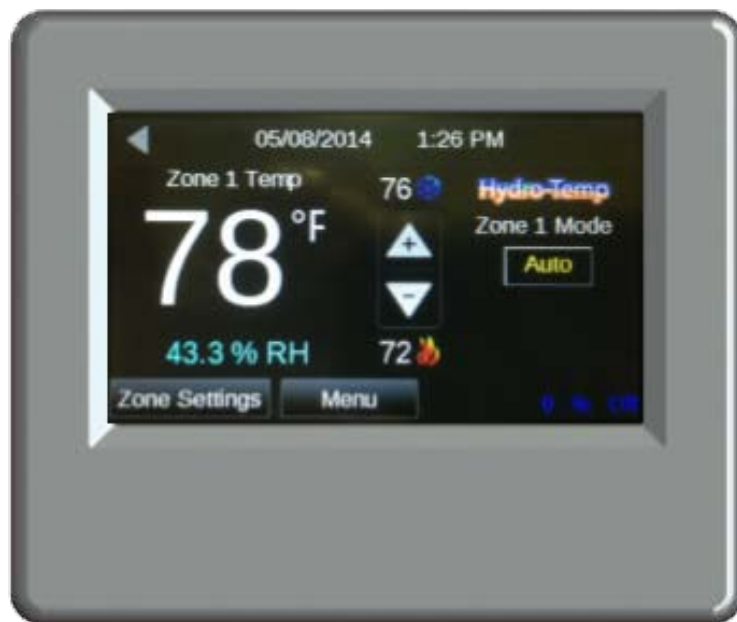 05/08/2014 1:26 PM
Zone 1 Temp
76
Hydro-Temp
78 °F
Zone 1 Mode
+
Auto
-
43.3 % RH
72
Zone Settings
Menu
0 %